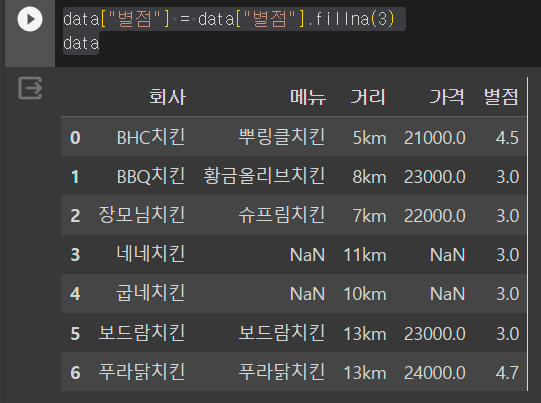 data["별점"] = data["별점"].fillna(3)
data
회사 메뉴 거리 가격 별점
0 BHC치킨 뿌링클치킨 5km 21000.0 4.5
1 BBQ치킨 황금올리브치킨 8km 23000.0 3.0
2 장모님치킨 슈프림치킨 7km 22000.0 3.0
3 네네치킨 NaN 11km NaN 3.0
4 굽네치킨 NaN 10km NaN 3.0
5 보드람치킨 보드람치킨 13km 23000.0 3.0
6 푸라닭치킨 푸라닭치킨 13km 24000.0 4.7